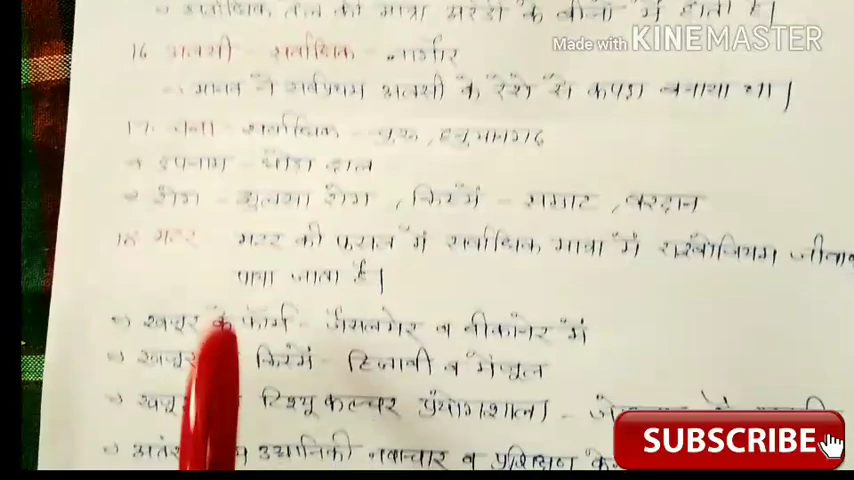 → सर्वाधिक तेल की मात्रा अरंडी के बीजों में होती है।
Made with KINEMASTER
16 अलसी - सर्वाधिक - नागौर
→ मानव ने सर्वप्रथम अलसी के रेशे से कपड़ा बनाया था।
17 चना - सर्वाधिक - चुरू, हनुमानगढ़
→ उपनाम - घोड़ा दाल
→ रोग - झुलसा रोग, किस्में - सम्राट, वरदान
18 मटर मटर की फसल में सर्वाधिक मात्रा में राइजोबियम
पाया जाता है।
→ खजूर के फार्म - जैसलमेर व बीकानेर में
→ खजूर किस्में हिजावी व मेजूल
→ खजूर टिश्यू कल्चर प्रयोगशाला -
→ उद्यानिकी नवाचार व प्रशिक्षण
SUBSCRIBE